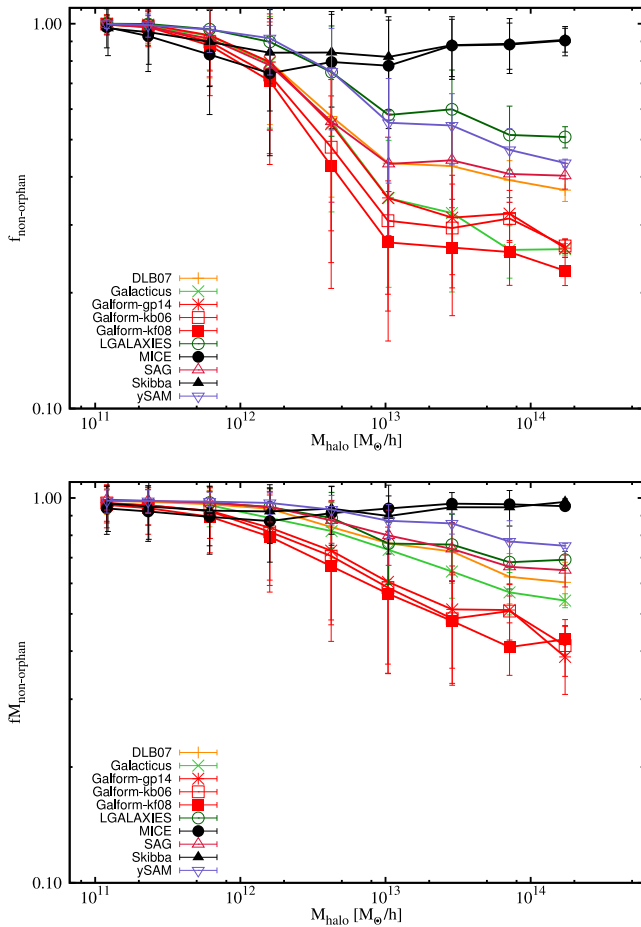 1.00
f_non-orphan
DLB07
Galacticus
Galform-gp14
Galform-kb06
Galform-kf08
LGALAXIES
MICE
SAG
Skibba
ySAM
0.10
10^11 10^12 10^13 10^14
M_halo [M_⊙/h]
1.00
fM_non-orphan
DLB07
Galacticus
Galform-gp14
Galform-kb06
Galform-kf08
LGALAXIES
MICE
SAG
Skibba
ySAM
0.10
10^11 10^12 10^13 10^14
M_halo [M_⊙/h]